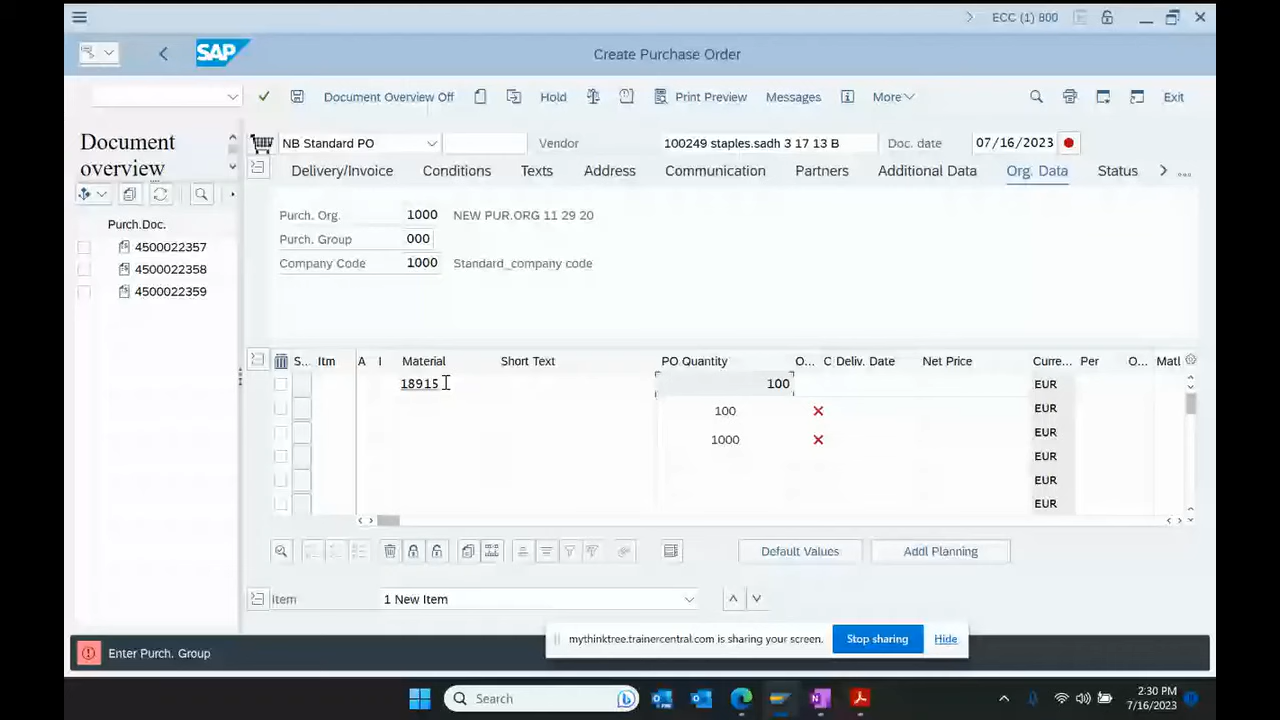 ECC (1) 800
SAP
Create Purchase Order
Document Overview Off
Hold
Print Preview
Messages
More
Exit
Document
overview
NB Standard PO
Vendor
100249 staples.sadh 3 17 13 B
Doc. date
07/16/2023
Delivery/Invoice
Conditions
Texts
Address
Communication
Partners
Additional Data
Org. Data
Status
Purch.Doc.
4500022357
4500022358
4500022359
Purch. Org. 1000 NEW PUR.ORG 11 29 20
Purch. Group 000
Company Code 1000 Standard_company code
S... Itm A I Material Short Text PO Quantity O... C Deliv. Date Net Price Curre... Per O... Matl
18915 100 EUR
100 EUR
1000 EUR
EUR
EUR
EUR
Default Values
Addl Planning
Item
1 New Item
mythinktree.trainercentral.com is sharing your screen.
Stop sharing
Hide
Enter Purch. Group
Search
2:30 PM
7/16/2023